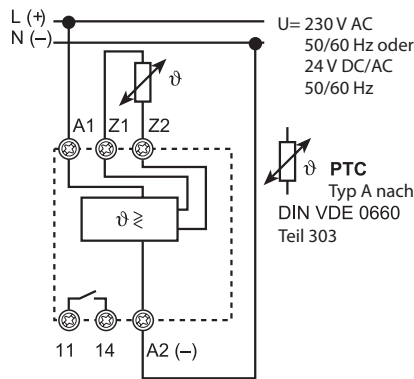 L (+)
N (–)
U= 230 V AC
50/60 Hz oder
24 V DC/AC
50/60 Hz
ϑ
A1 Z1 Z2
ϑ PTC
Typ A nach
DIN VDE 0660
Teil 303
ϑ ≷
11 14 A2 (–)